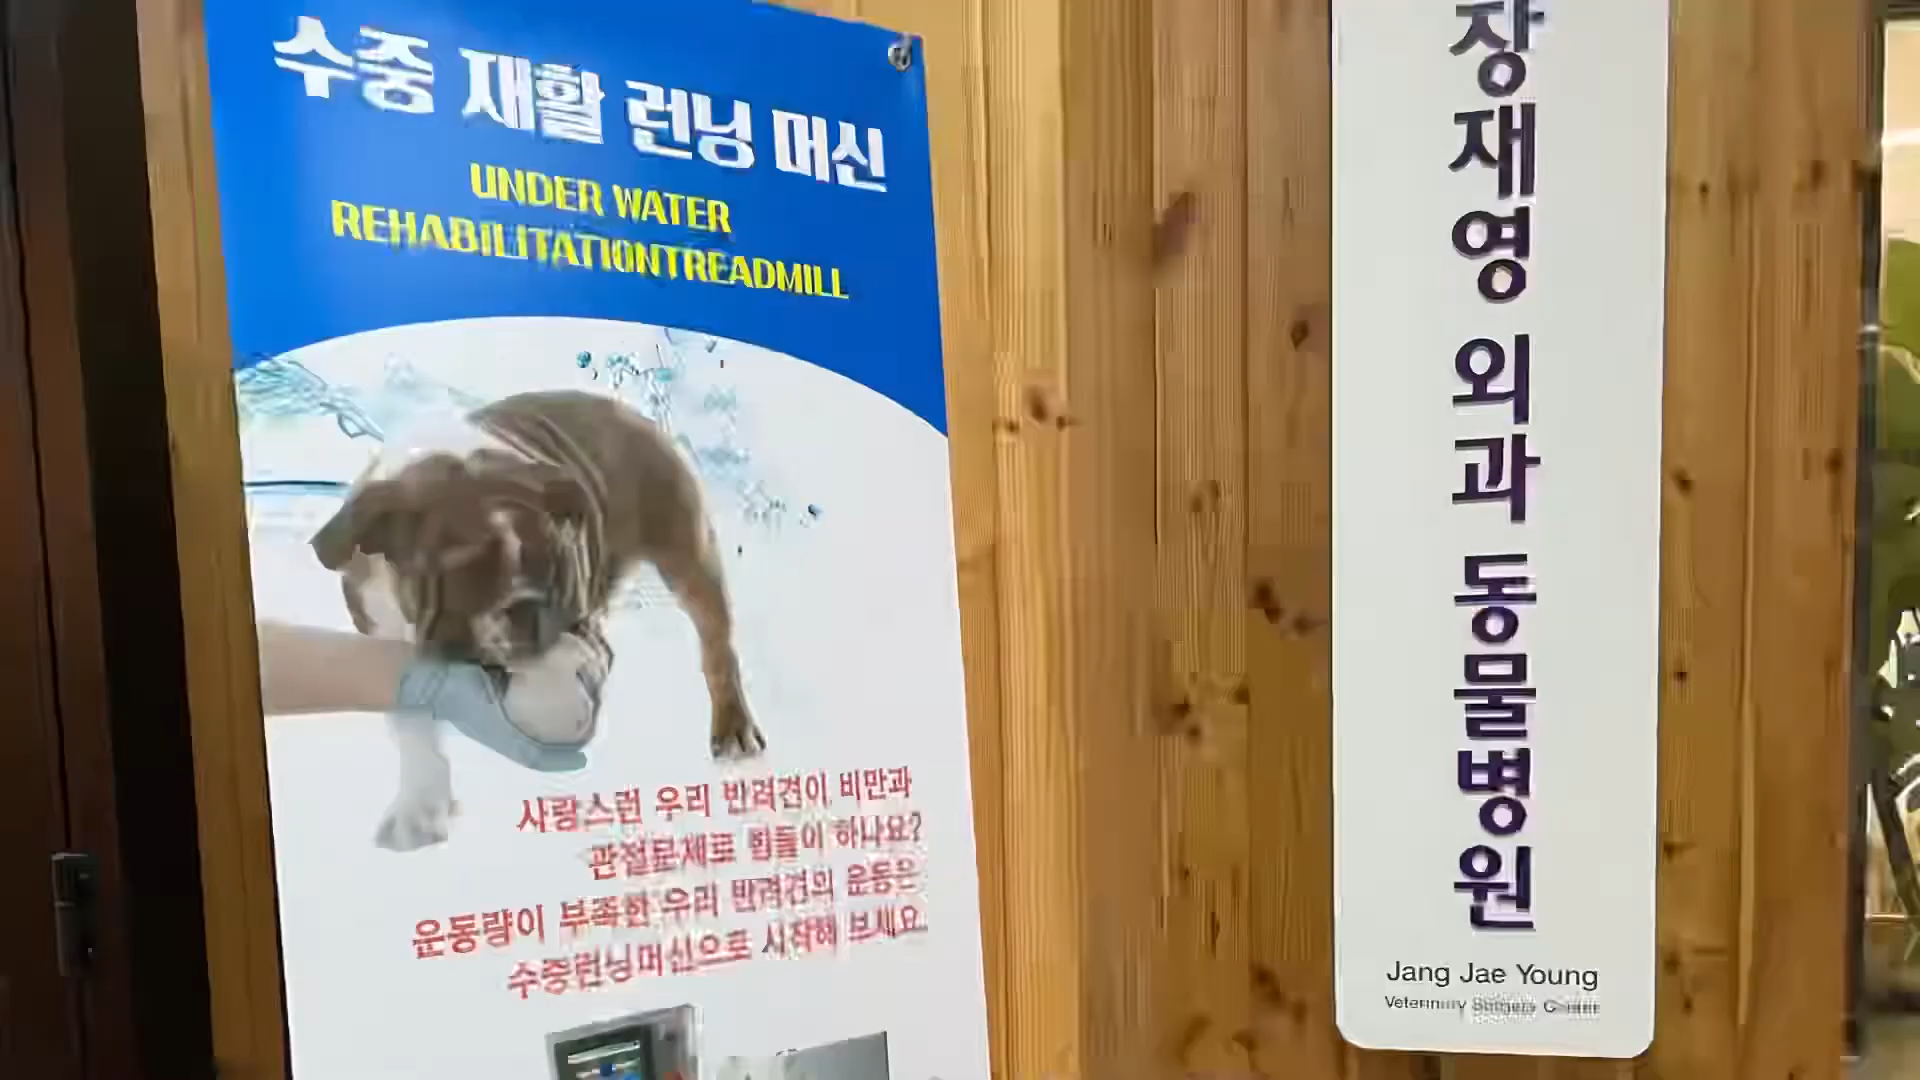 수중 재활 런닝 머신
UNDER WATER
REHABILITATIONTREADMILL
사랑스런 우리 반려견이 비만과
관절문제로 힘들이 하나요?
운동량이 부족한 우리 반려견의 운동은
수중런닝머신으로 시작해 보세요.
장재영 외과 동물병원
Jang Jae Young
Veterinary Surgery Center